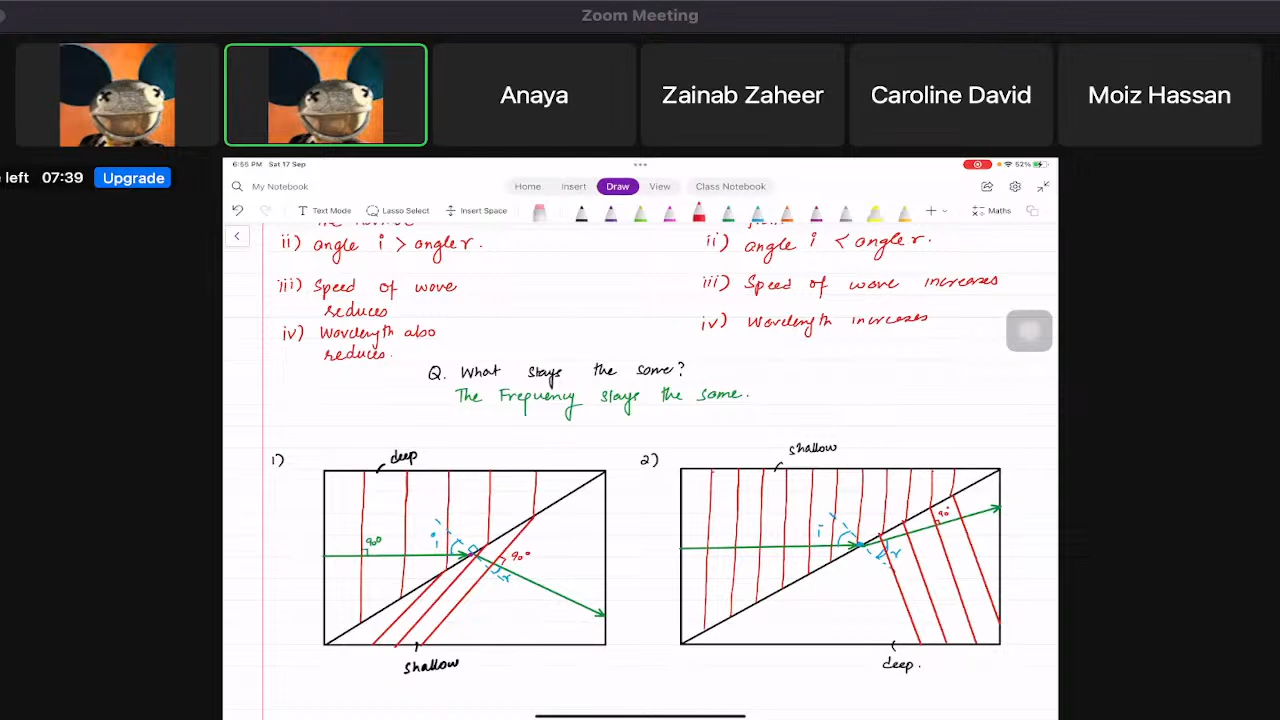 Zoom Meeting
Anaya
Zainab Zaheer
Caroline David
Moiz Hassan
left 07:39 Upgrade
6:55 PM Sat 17 Sep
52%
My Notebook
Home Insert Draw View Class Notebook
Text Mode Lasso Select Insert Space Maths
ii) angle i > angle r.
iii) Speed of wave
reduces
iv) Wavelength also
reduces.
ii) angle i < angle r.
iii) Speed of wave increases
iv) Wavelength increases
Q. What stays the same?
The Frequency stays the same.
1)
deep
90°
i
90°
r
shallow
2)
shallow
i
90°
r
deep.